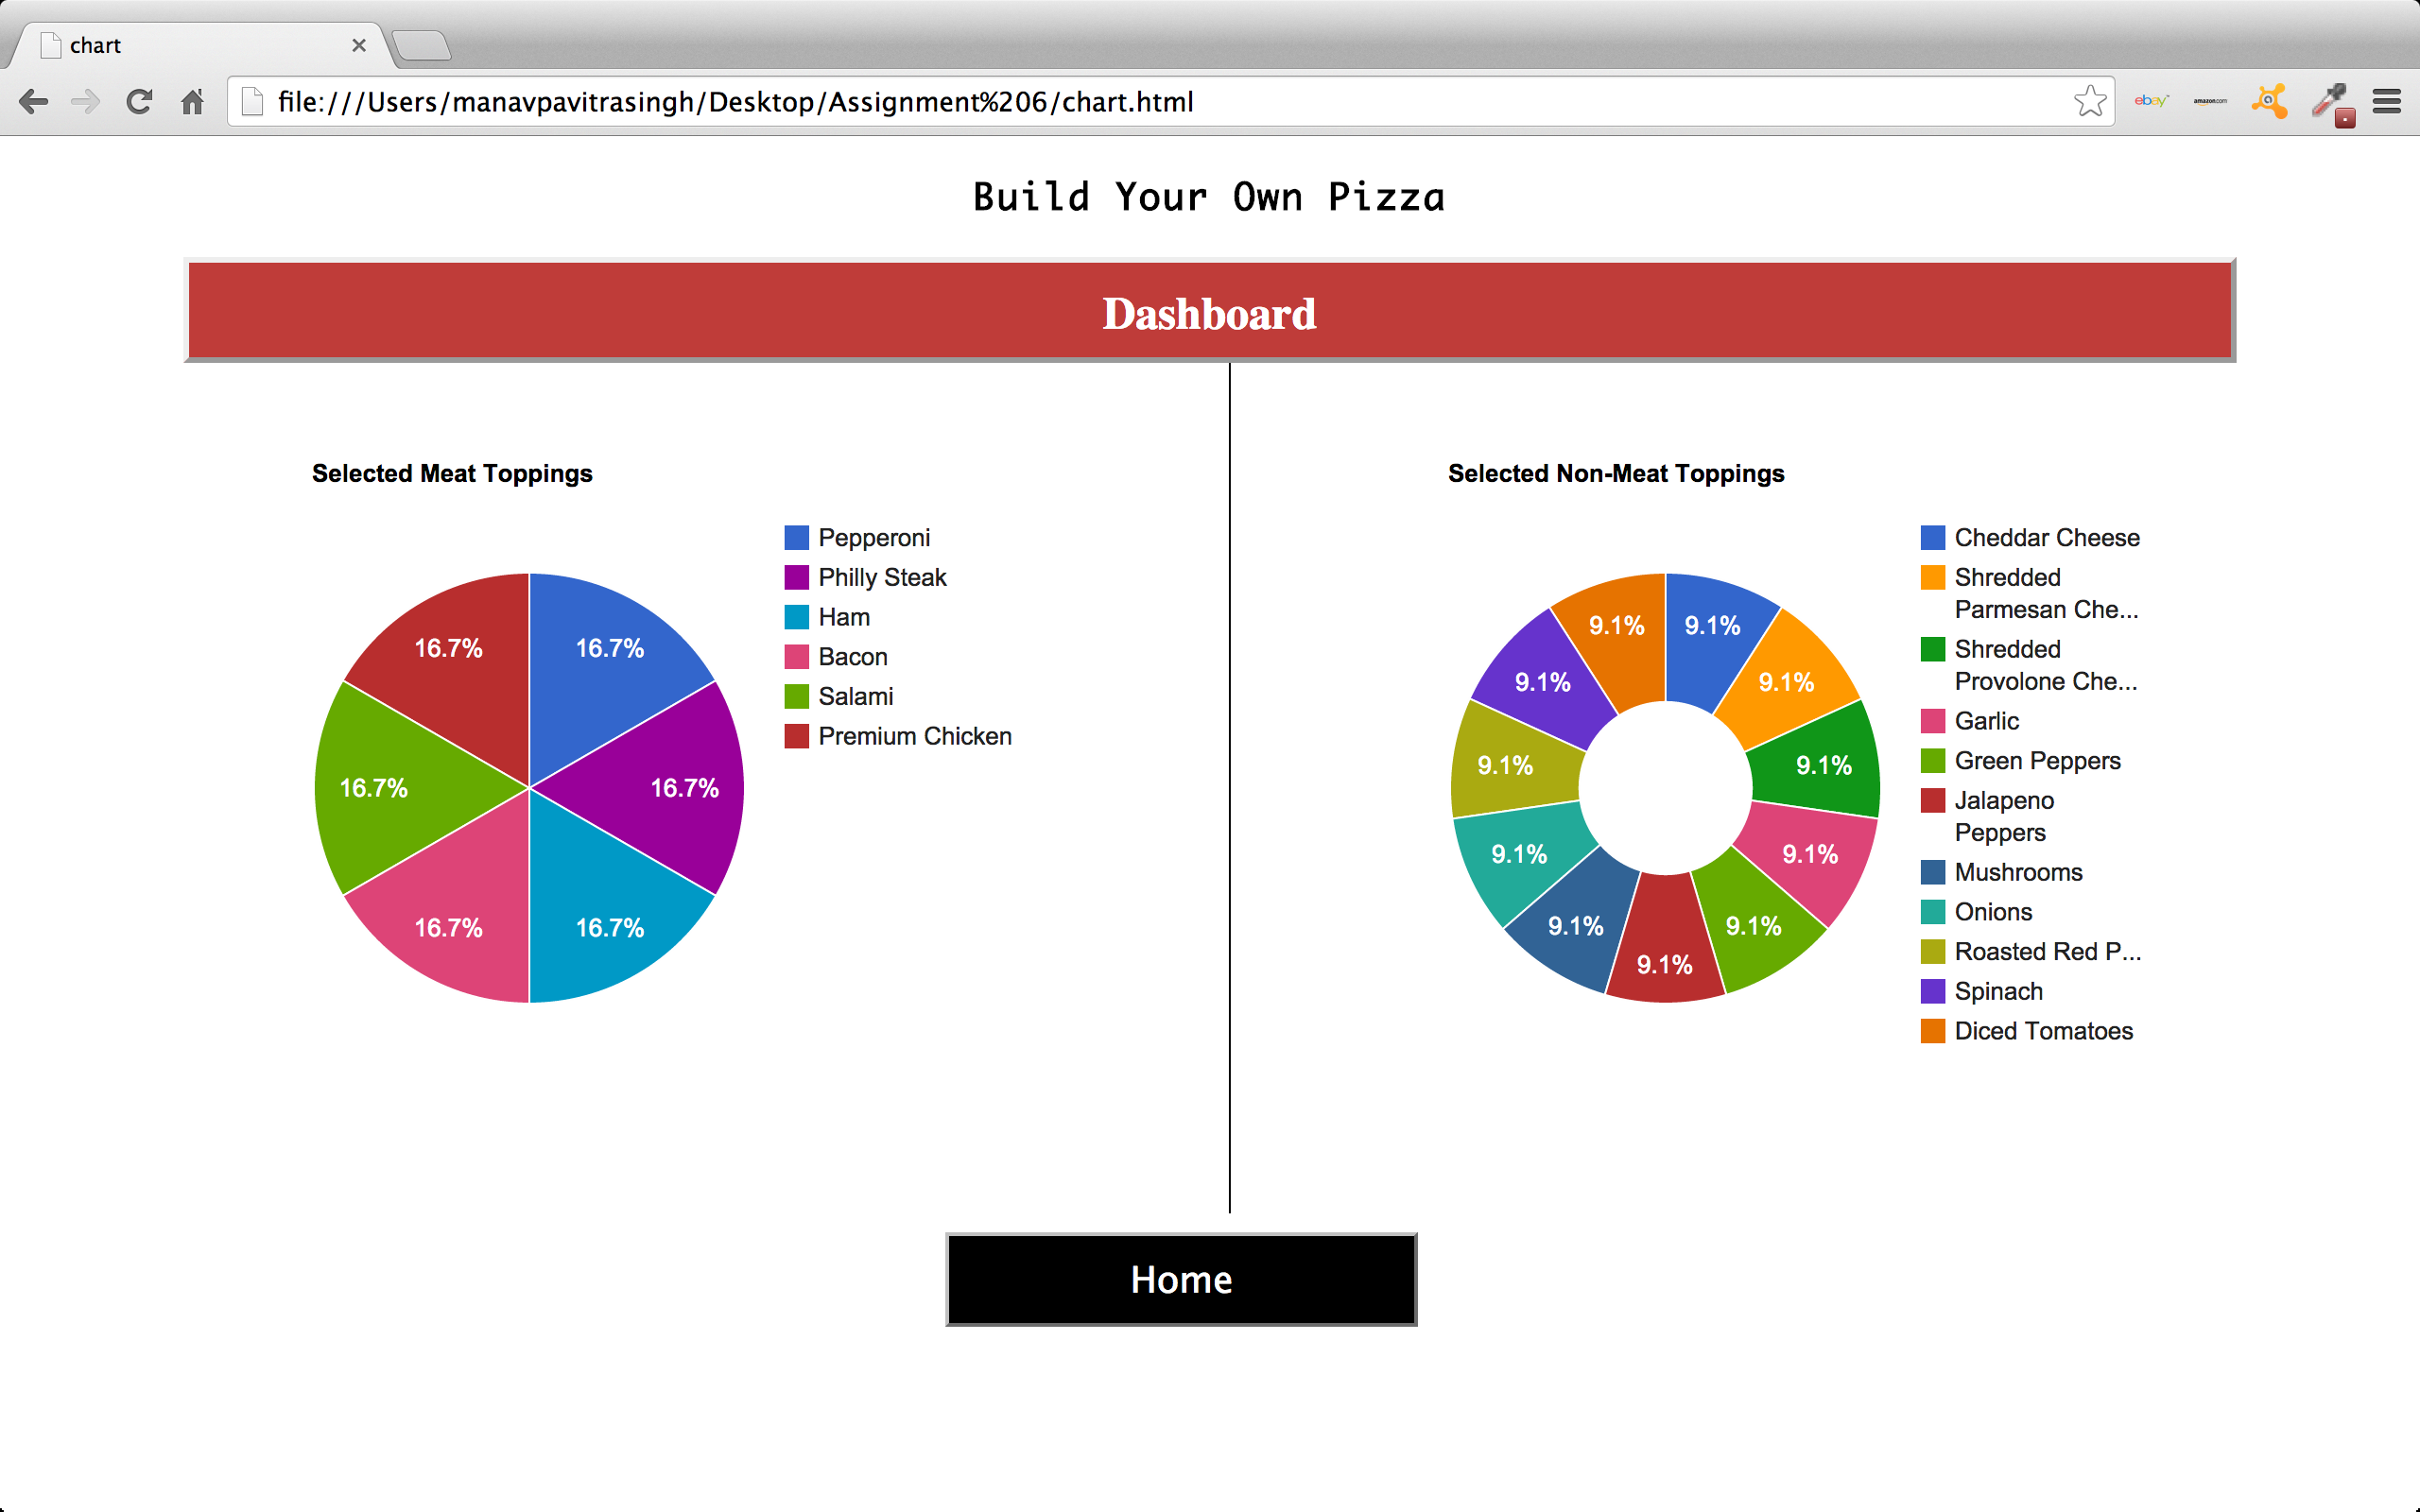 chart
file:///Users/manavpavitrasingh/Desktop/Assignment%206/chart.html
ebay
amazon.com
Build Your Own Pizza
Dashboard
Selected Meat Toppings
Pepperoni
Philly Steak
Ham
Bacon
Salami
Premium Chicken
16.7%
16.7%
16.7%
16.7%
16.7%
16.7%
Selected Non-Meat Toppings
Cheddar Cheese
Shredded
Parmesan Che...
Shredded
Provolone Che...
Garlic
Green Peppers
Jalapeno
Peppers
Mushrooms
Onions
Roasted Red P...
Spinach
Diced Tomatoes
9.1%
9.1%
9.1%
9.1%
9.1%
9.1%
9.1%
9.1%
9.1%
9.1%
9.1%
Home